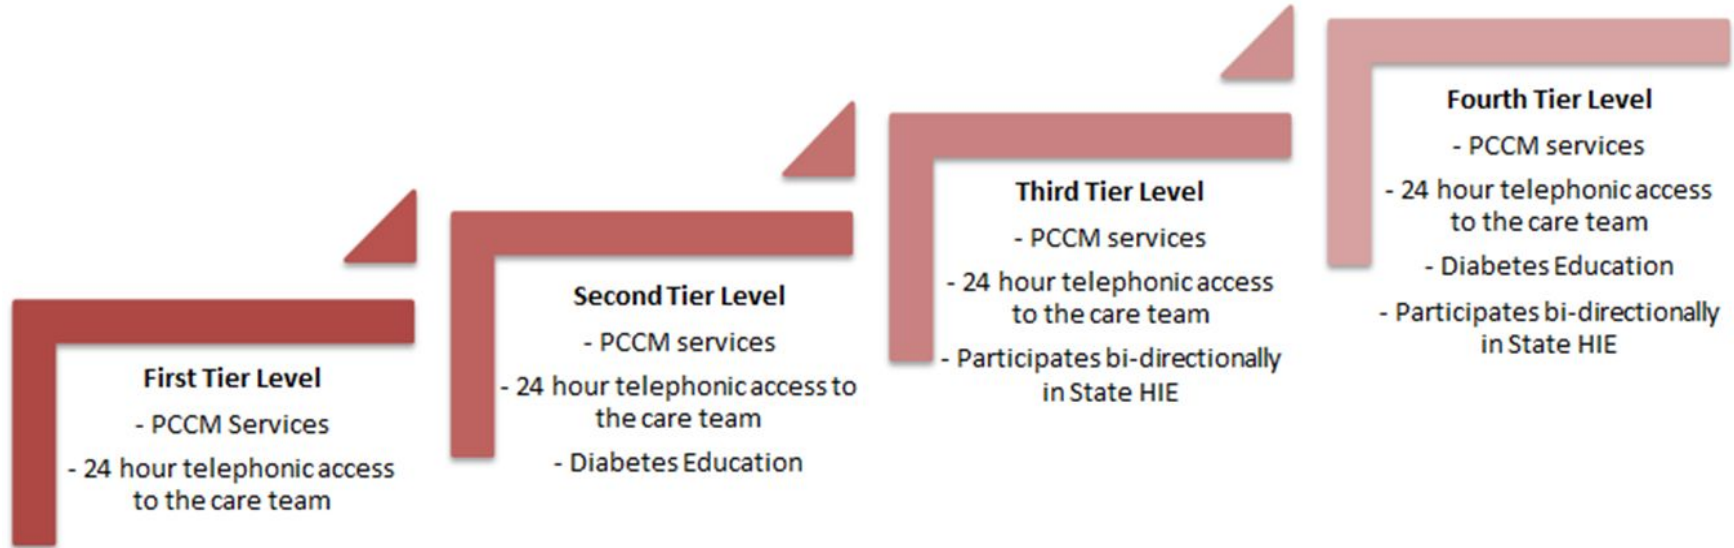 First Tier Level
- PCCM Services
- 24 hour telephonic access
to the care team
Second Tier Level
- PCCM services
- 24 hour telephonic access to
the care team
- Diabetes Education
Third Tier Level
- PCCM services
- 24 hour telephonic access
to the care team
- Participates bi-directionally
in State HIE
Fourth Tier Level
- PCCM services
- 24 hour telephonic access
to the care team
- Diabetes Education
- Participates bi-directionally
in State HIE